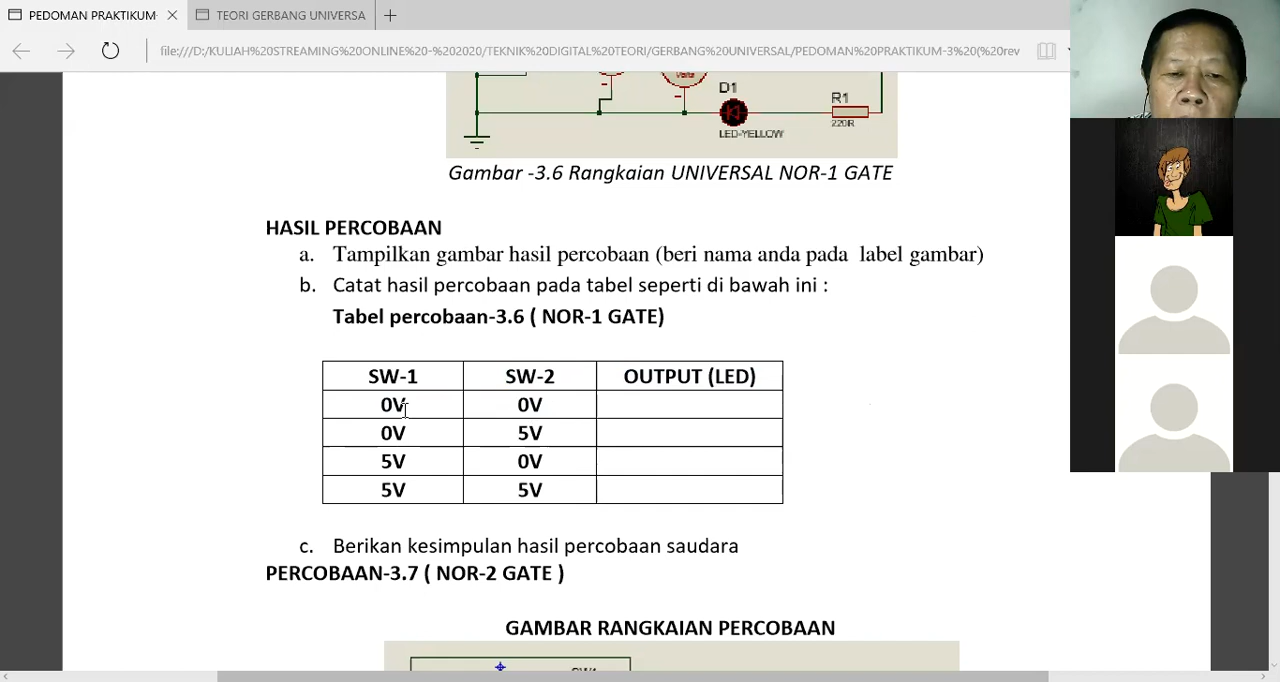 PEDOMAN PRAKTIKUM
TEORI GERBANG UNIVERSA
file:///D:/KULIAH%20STREAMING%20ONLINE%20-%202020/TEKNIK%20DIGITAL%20TEORI/GERBANG%20UNIVERSAL/PEDOMAN%20PRAKTIKUM-3%20(%20rev
D1
R1
LED-YELLOW
220R
Gambar -3.6 Rangkaian UNIVERSAL NOR-1 GATE
HASIL PERCOBAAN
a. Tampilkan gambar hasil percobaan (beri nama anda pada label gambar)
b. Catat hasil percobaan pada tabel seperti di bawah ini :
Tabel percobaan-3.6 ( NOR-1 GATE)
SW-1 SW-2 OUTPUT (LED)
0V 0V
0V 5V
5V 0V
5V 5V
c. Berikan kesimpulan hasil percobaan saudara
PERCOBAAN-3.7 ( NOR-2 GATE )
GAMBAR RANGKAIAN PERCOBAAN